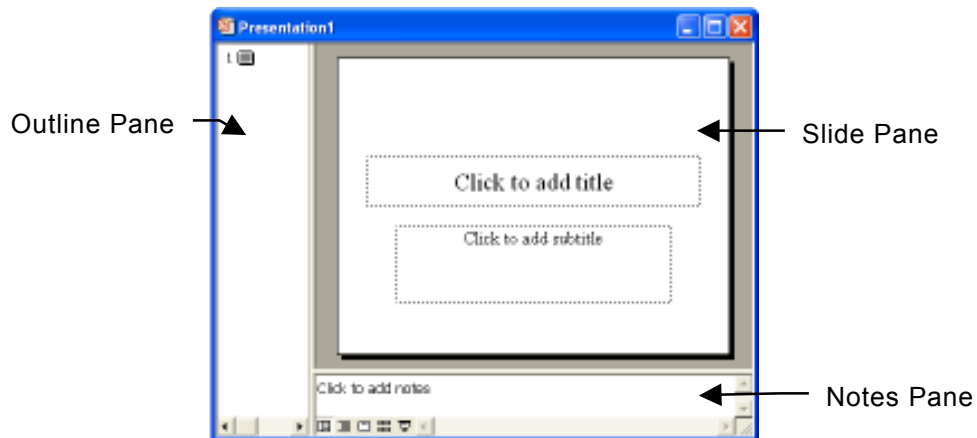 Presentation1
1
Outline Pane
Slide Pane
Click to add title
Click to add subtitle
Click to add notes
Notes Pane